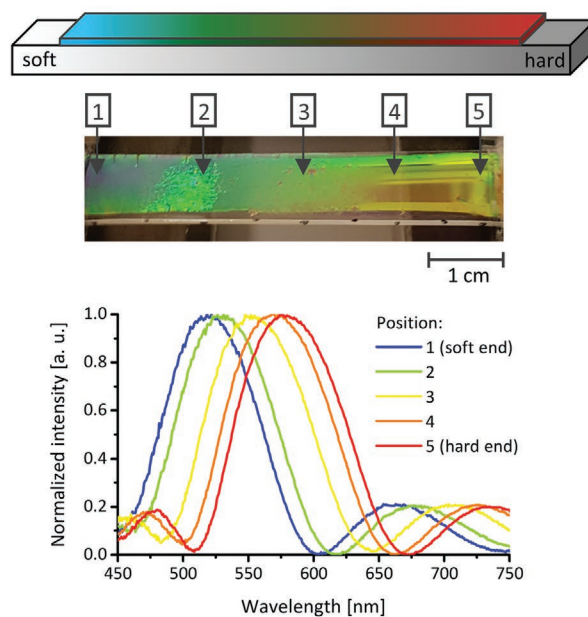 soft hard
1 2 3 4 5
1 cm
Normalized intensity [a. u.]
1.0
0.8
0.6
0.4
0.2
0.0
450 500 550 600 650 700 750
Wavelength [nm]
Position:
1 (soft end)
2
3
4
5 (hard end)